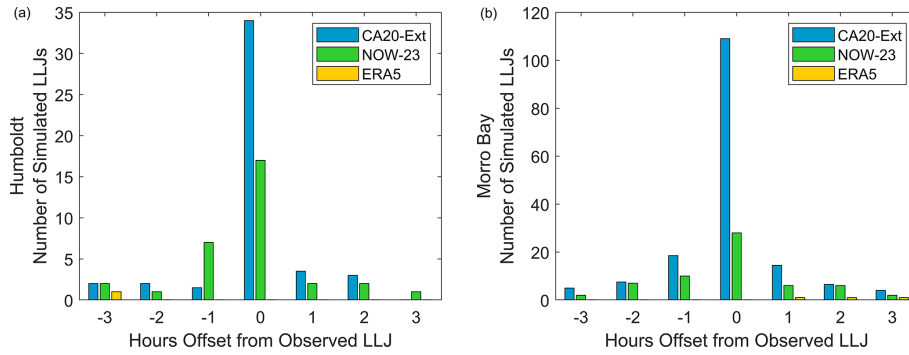 (a)
Humboldt
Number of Simulated LLJs
35
30
25
20
15
10
5
0
CA20-Ext
NOW-23
ERA5
-3 -2 -1 0 1 2 3
Hours Offset from Observed LLJ
(b)
Morro Bay
Number of Simulated LLJs
120
100
80
60
40
20
0
CA20-Ext
NOW-23
ERA5
-3 -2 -1 0 1 2 3
Hours Offset from Observed LLJ